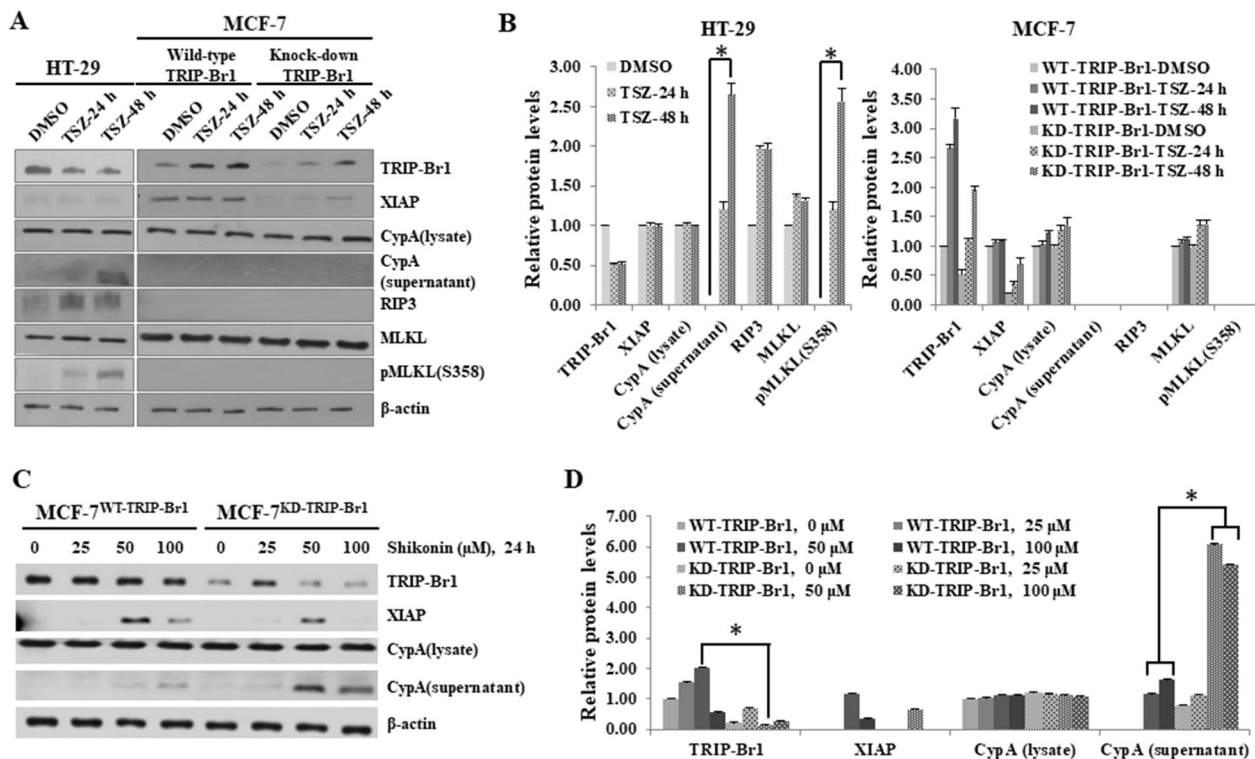 A
MCF-7
HT-29
Wild-type
TRIP-Br1
Knock-down
TRIP-Br1
DMSO
TSZ-24 h
TSZ-48 h
DMSO
TSZ-24 h
TSZ-48 h
DMSO
TSZ-24 h
TSZ-48 h
TRIP-Br1
XIAP
CypA(lysate)
CypA
(supernatant)
RIP3
MLKL
pMLKL(S358)
β-actin
B
HT-29
Relative protein levels
3.00
2.50
2.00
1.50
1.00
0.50
0.00
DMSO
TSZ-24 h
TSZ-48 h
*
*
TRIP-Br1
XIAP
CypA (lysate)
CypA (supernatant)
RIP3
MLKL
pMLKL(S358)
MCF-7
Relative protein levels
4.00
3.50
3.00
2.50
2.00
1.50
1.00
0.50
0.00
WT-TRIP-Br1-DMSO
WT-TRIP-Br1-TSZ-24 h
WT-TRIP-Br1-TSZ-48 h
KD-TRIP-Br1-DMSO
KD-TRIP-Br1-TSZ-24 h
KD-TRIP-Br1-TSZ-48 h
TRIP-Br1
XIAP
CypA (lysate)
CypA (supernatant)
RIP3
MLKL
pMLKL(S358)
C
MCF-7WT-TRIP-Br1 MCF-7KD-TRIP-Br1
0 25 50 100 0 25 50 100 Shikonin (μM), 24 h
TRIP-Br1
XIAP
CypA(lysate)
CypA(supernatant)
β-actin
D
Relative protein levels
7.00
6.00
5.00
4.00
3.00
2.00
1.00
0.00
WT-TRIP-Br1, 0 μM WT-TRIP-Br1, 25 μM
WT-TRIP-Br1, 50 μM WT-TRIP-Br1, 100 μM
KD-TRIP-Br1, 0 μM KD-TRIP-Br1, 25 μM
KD-TRIP-Br1, 50 μM KD-TRIP-Br1, 100 μM
*
*
TRIP-Br1 XIAP CypA (lysate) CypA (supernatant)